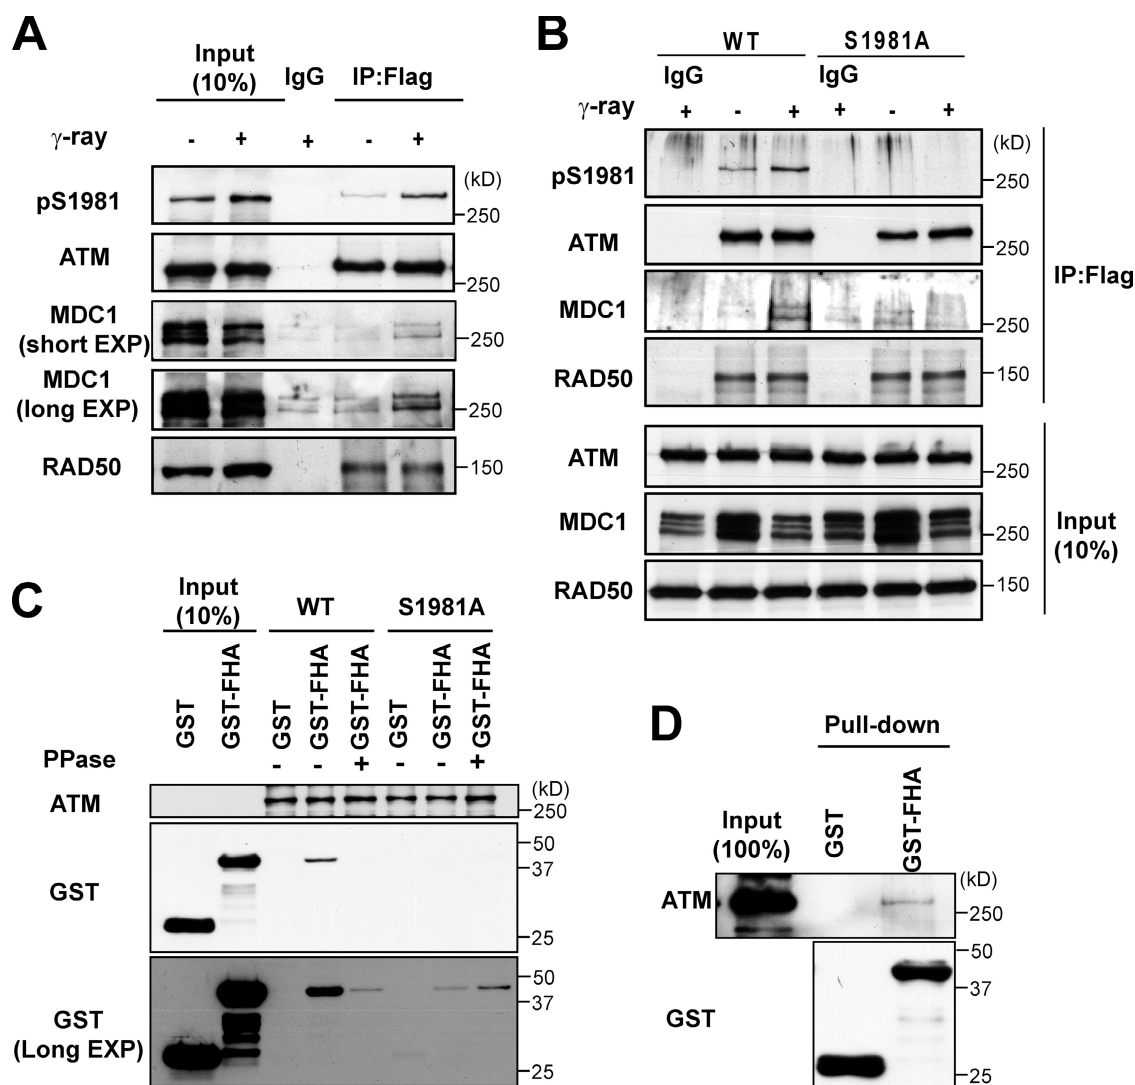 A
Input
(10%)
IgG
IP:Flag
γ-ray
- + + - +
(kD)
pS1981
250
ATM
250
MDC1
(short EXP)
250
MDC1
(long EXP)
250
RAD50
150
B
WT
S1981A
IgG
IgG
γ-ray
+ - + + - +
(kD)
pS1981
250
ATM
250
MDC1
250
RAD50
150
IP:Flag
ATM
250
MDC1
250
RAD50
150
Input
(10%)
C
Input
(10%)
WT
S1981A
GST
GST-FHA
GST
GST-FHA
GST-FHA
GST
GST-FHA
GST-FHA
PPase
- - + - - +
(kD)
ATM
250
50
37
GST
25
50
37
GST
(Long EXP)
25
D
Pull-down
Input
(100%)
GST
GST-FHA
(kD)
ATM
250
50
37
GST
25